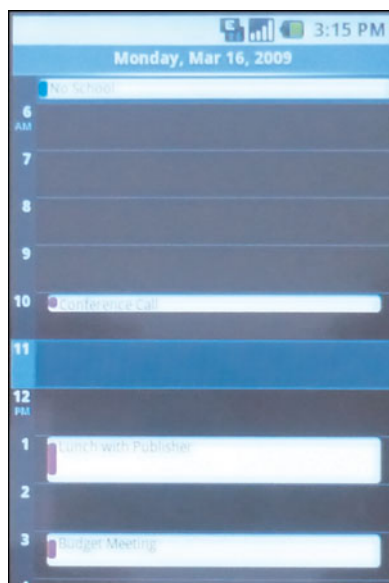 3:15 PM
Monday, Mar 16, 2009
No School
6
AM
7
8
9
10 Conference Call
11
12
PM
1 Lunch with Publisher
2
3 Budget Meeting